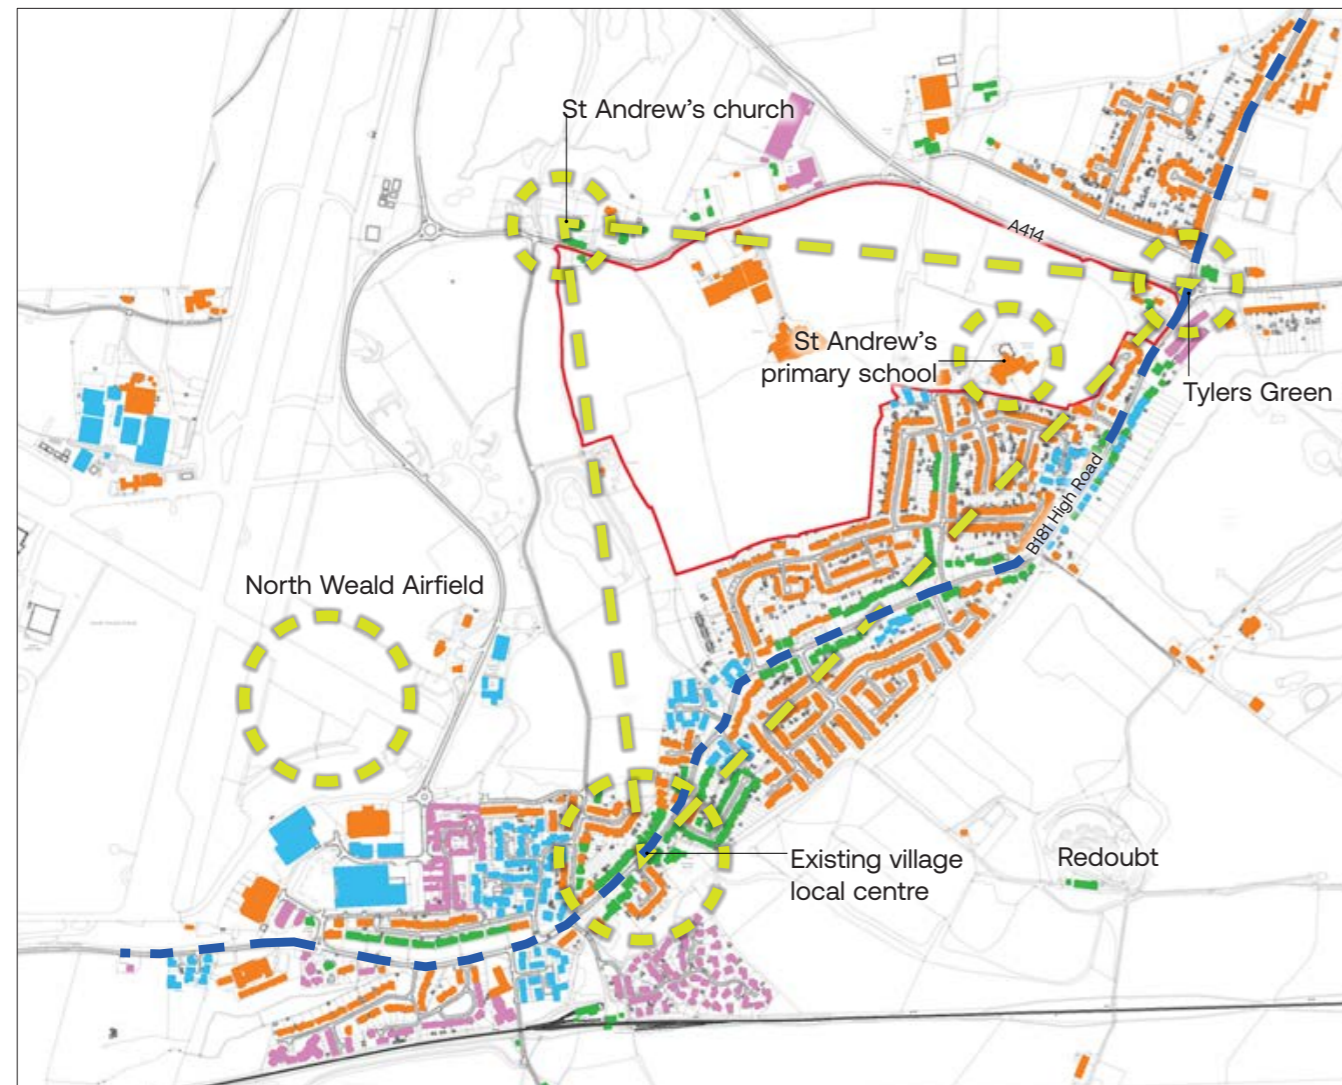 St Andrew's church
A414
St Andrew's
primary school
Tylers Green
B181 High Road
North Weald Airfield
Existing village
local centre
Redoubt